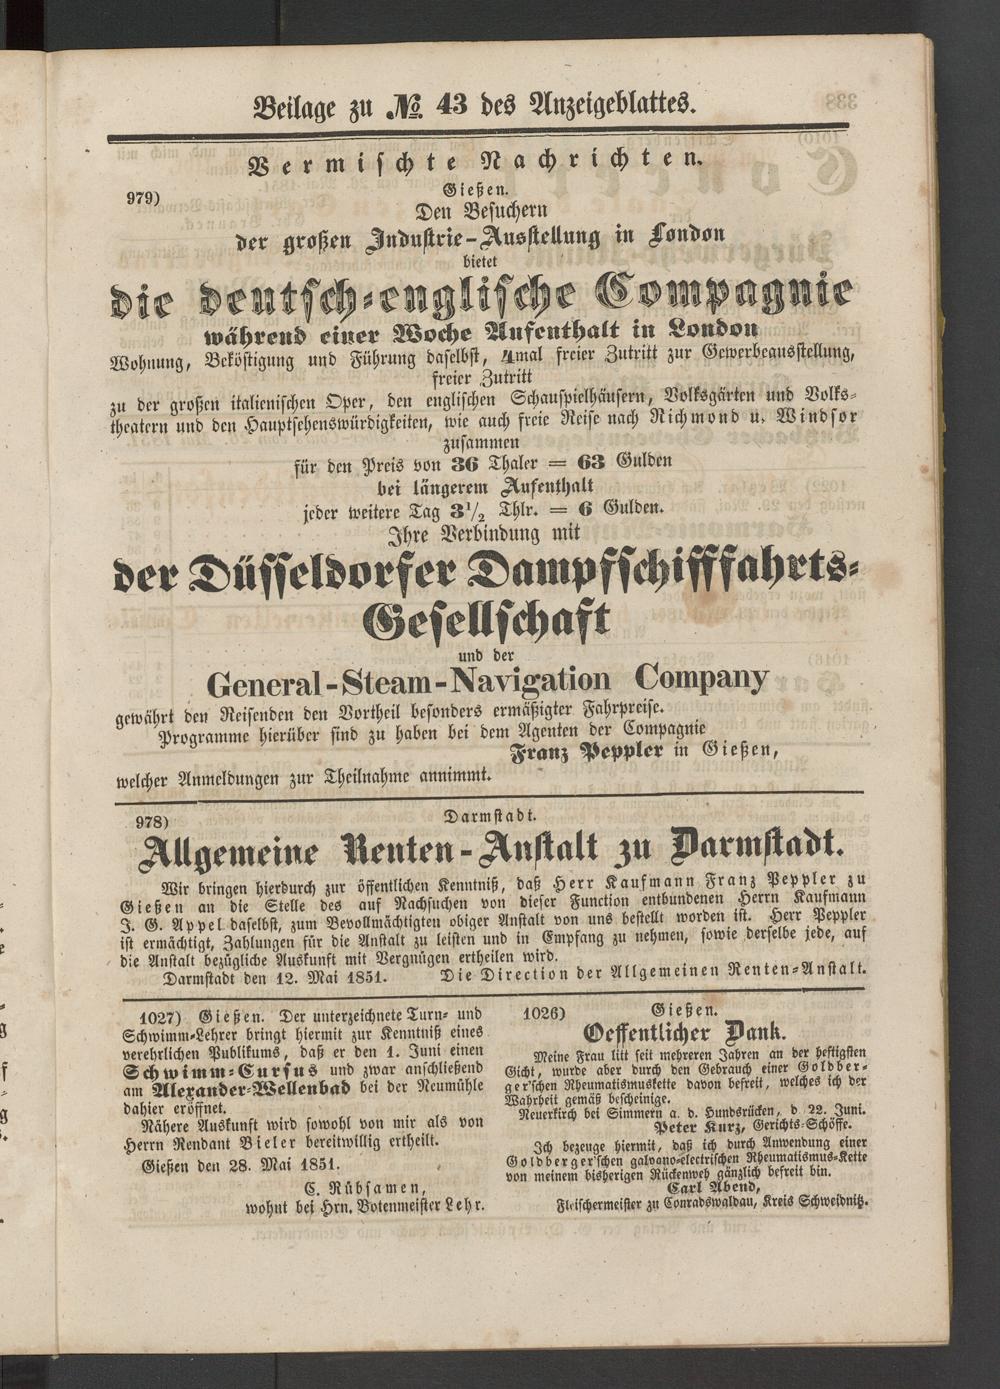 Beilage zu No. 43 des Anzeigeblattes.
Vermischte Nachrichten.
979) Gießen.
Den Besuchern
der großen Industrie-Ausstellung in London
bietet
die deutsch-englische Compagnie
während einer Woche Aufenthalt in London
Wohnung, Beköstigung und Führung daselbst, 4mal freier Zutritt zur Gewerbeausstellung,
freier Zutritt
zu der großen italienischen Oper, den englischen Schauspielhäusern, Volksgärten und Volks-
theatern und den Hauptsehenswürdigkeiten, wie auch freie Reise nach Richmond u. Windsor
zusammen
für den Preis von 36 Thaler = 63 Gulden
bei längerem Aufenthalt
jeder weitere Tag 3 1/2 Thlr. = 6 Gulden.
Ihre Verbindung mit
der Düsseldorfer Dampfschifffahrts-
Gesellschaft
und der
General-Steam-Navigation Company
gewährt den Reisenden den Vortheil besonders ermäßigter Fahrpreise.
Programme hierüber sind zu haben bei dem Agenten der Compagnie
Franz Peppler in Gießen,
welcher Anmeldungen zur Theilnahme annimmt.
978) Darmstadt.
Allgemeine Renten-Anstalt zu Darmstadt.
Wir bringen hierdurch zur öffentlichen Kenntniß, daß Herr Kaufmann Franz Peppler zu
Gießen an die Stelle des auf Nachsuchen von dieser Function entbundenen Herrn Kaufmann
J. G. Appel daselbst, zum Bevollmächtigten obiger Anstalt von uns bestellt worden ist. Herr Peppler
ist ermächtigt, Zahlungen für die Anstalt zu leisten und in Empfang zu nehmen, sowie derselbe jede, auf
die Anstalt bezügliche Auskunft mit Vergnügen ertheilen wird.
Darmstadt den 12. Mai 1851. Die Direction der Allgemeinen Renten-Anstalt.
1027) Gießen. Der unterzeichnete Turn- und
Schwimm-Lehrer bringt hiermit zur Kenntniß eines
verehrlichen Publikums, daß er den 1. Juni einen
Schwimm-Cursus und zwar anschließend
am Alexander-Wellenbad bei der Neumühle
dahier eröffnet.
Nähere Auskunft wird sowohl von mir als von
Herrn Rendant Bieler bereitwillig ertheilt.
Gießen den 28. Mai 1851.
C. Rübsamen,
wohnt bei Hrn. Botenmeister Lehr.
1026) Gießen.
Oeffentlicher Dank.
Meine Frau litt seit mehreren Jahren an der heftigsten
Gicht, wurde aber durch den Gebrauch einer Goldber-
ger'schen Rheumatismuskette davon befreit, welches ich der
Wahrheit gemäß bescheinige.
Neuerkirch bei Simmern a. d. Hundsrücken, d 22. Juni.
Peter Kurz, Gerichts-Schöffe.
Ich bezeuge hiermit, daß ich durch Anwendung einer
Goldberger'schen galvano-electrischen Rheumatismus-Kette
von meinem bisherigen Rückenweh gänzlich befreit bin.
Carl Abend,
Fleischermeister zu Conradswaldau, Kreis Schweidnitz.